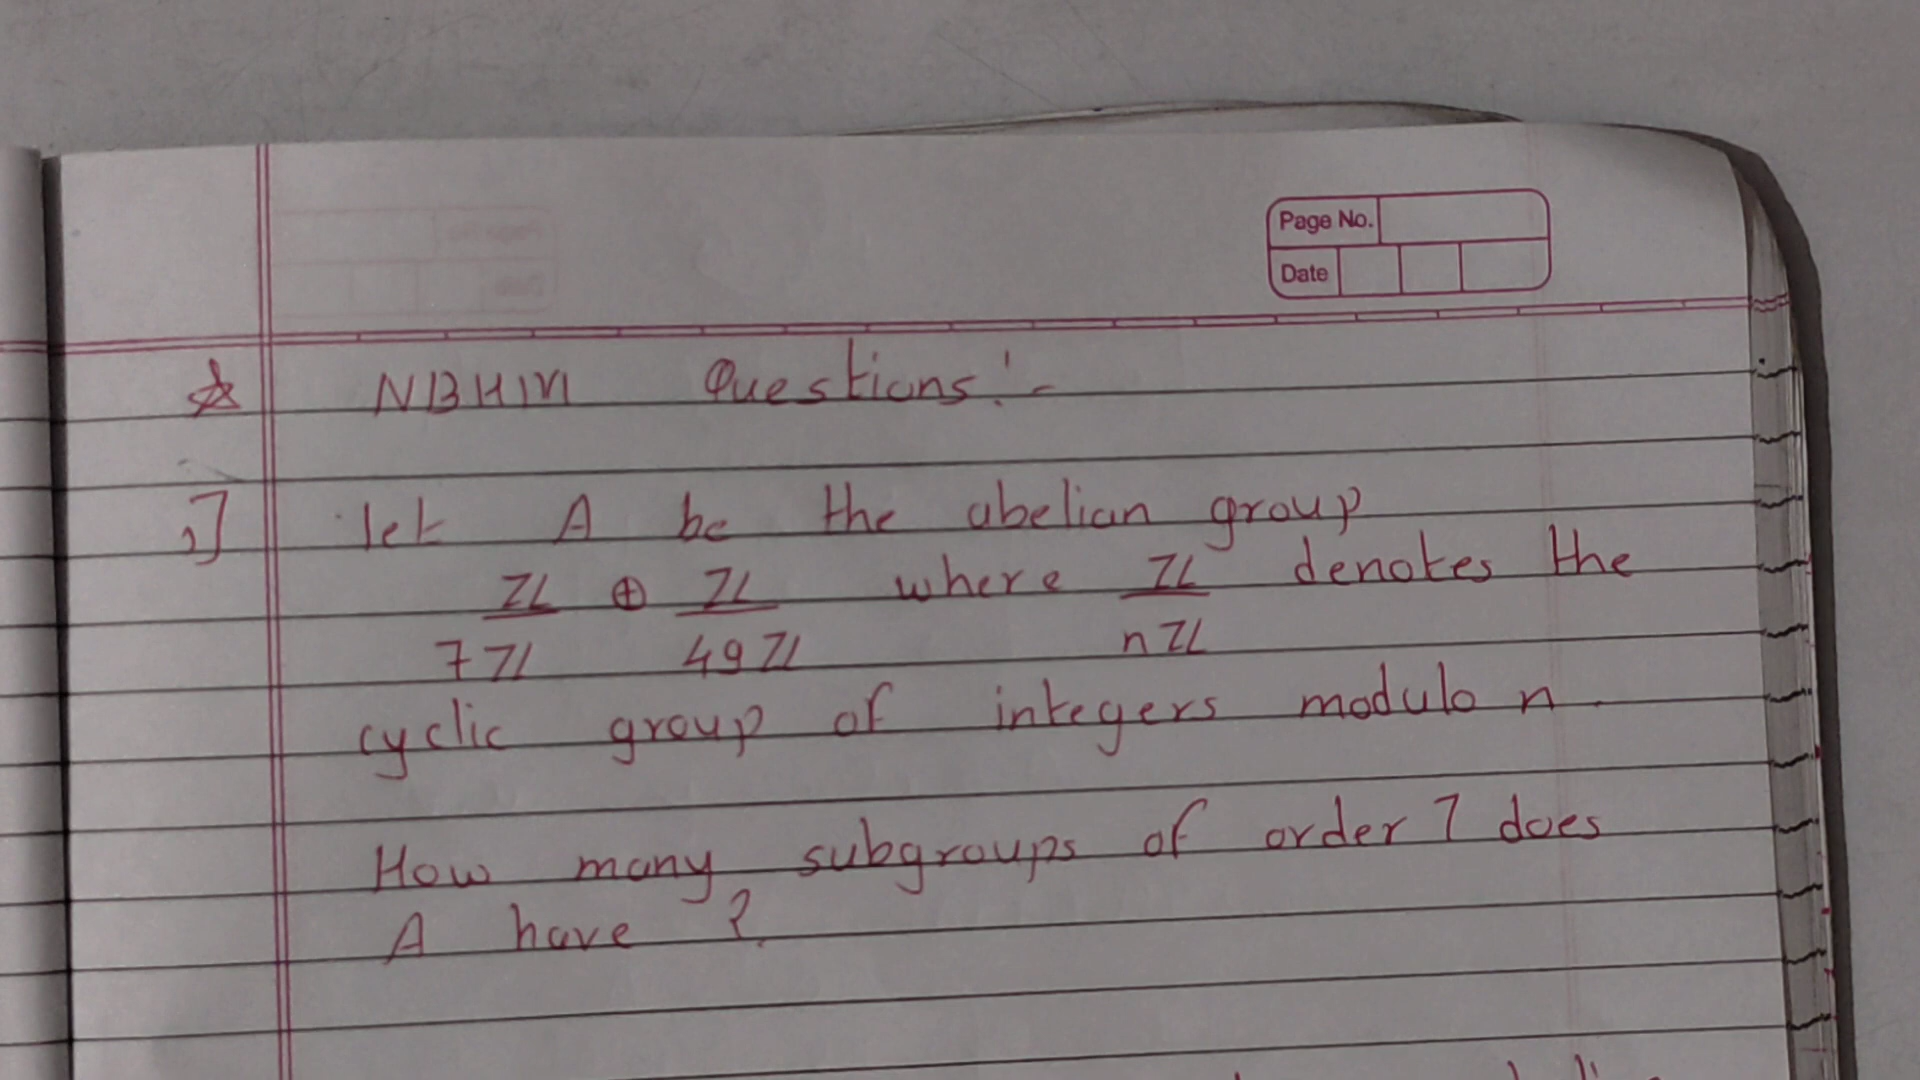 Page No.
Date
☆ NBHM Questions :-
1] let A be the abelian group
ℤ ⊕ ℤ where ℤ denotes the
7ℤ 49ℤ nℤ
cyclic group of integers modulo n.
How many subgroups of order 7 does
A have ?